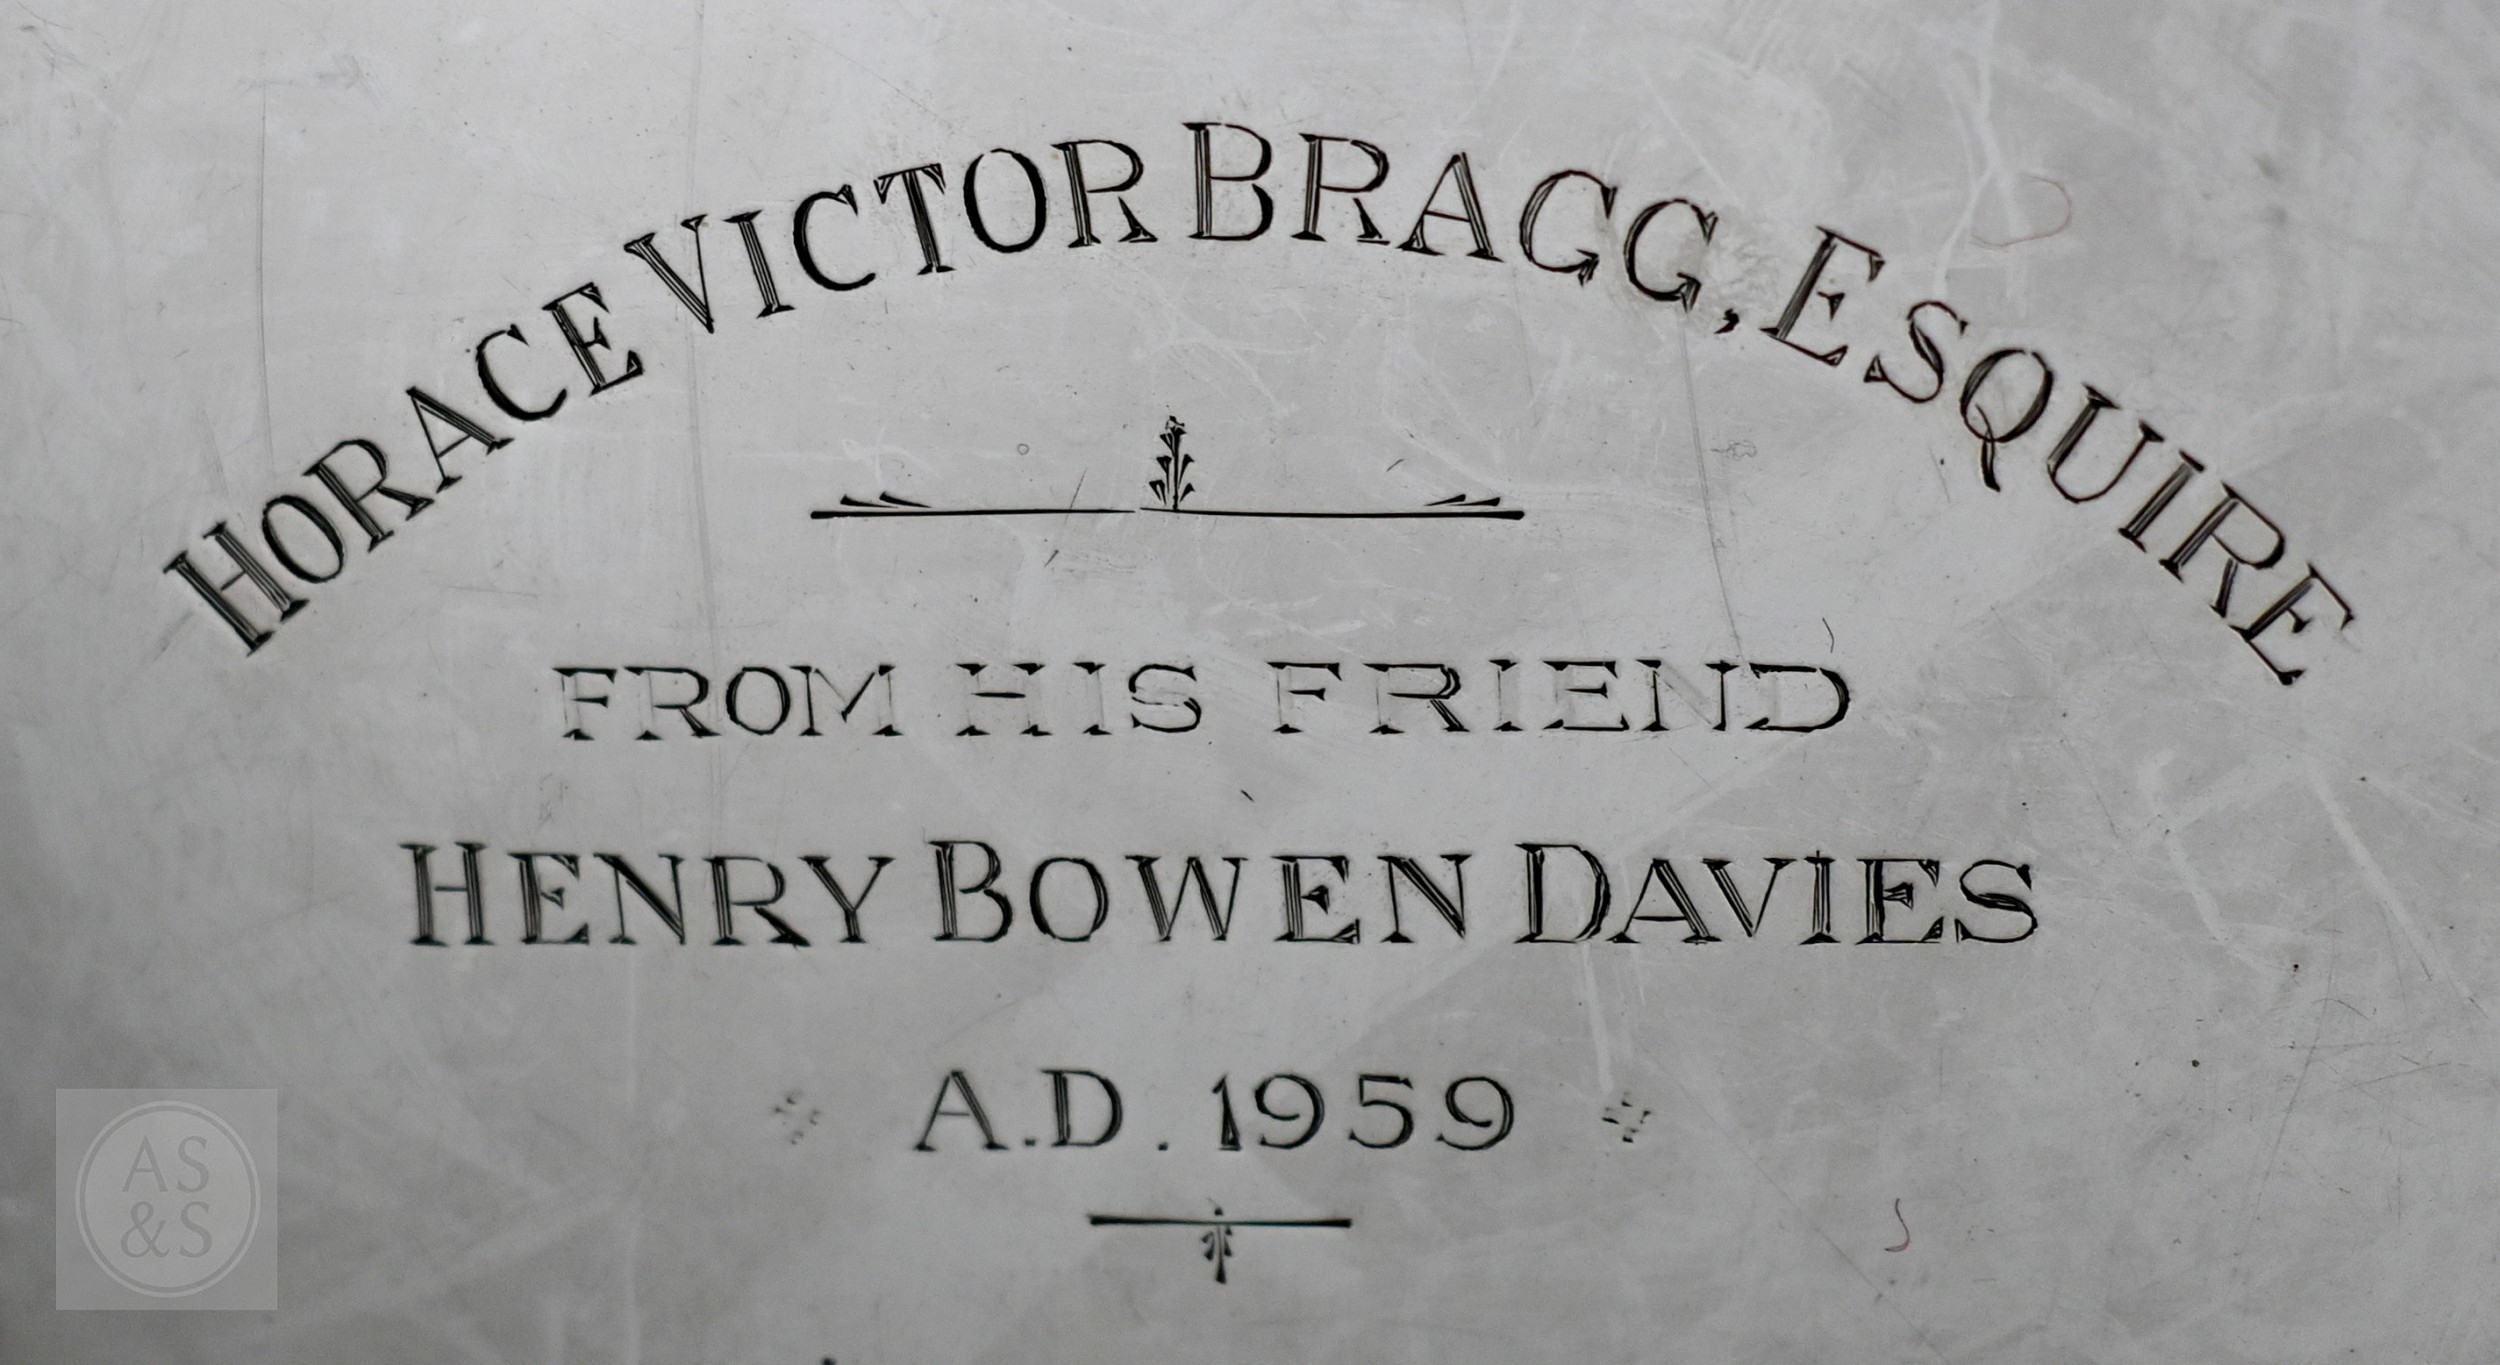 HORACE VICTOR BRAGG, ESQUIRE
FROM HIS FRIEND
HENRY BOWEN DAVIES
A.D. 1959
AS
&S